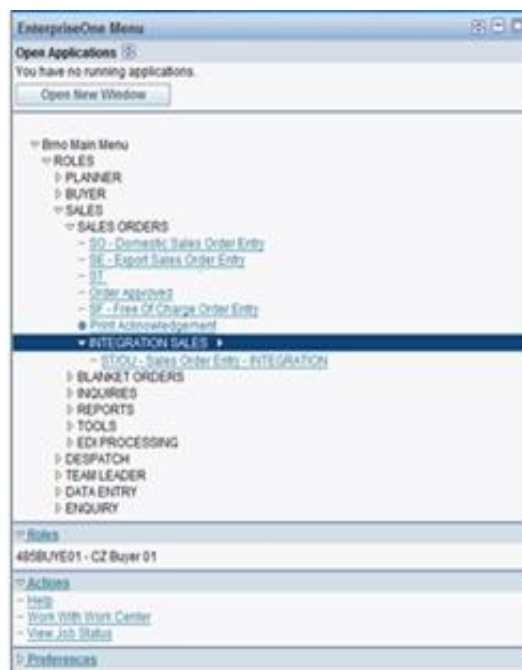 EnterpriseOne Menu
Open Applications
You have no running applications.
Open New Window
Brno Main Menu
ROLES
PLANNER
BUYER
SALES
SALES ORDERS
SO - Domestic Sales Order Entry
SE - Export Sales Order Entry
ST
Order Approved
SF - Free Of Charge Order Entry
Print Acknowledgement
INTEGRATION SALES
ST/OU - Sales Order Entry - INTEGRATION
BLANKET ORDERS
INQUIRIES
REPORTS
TOOLS
EDI PROCESSING
DESPATCH
TEAM LEADER
DATA ENTRY
ENQUIRY
Roles
485BUYE01 - CZ Buyer 01
Actions
Help
Work With Work Center
View Job Status
Preferences